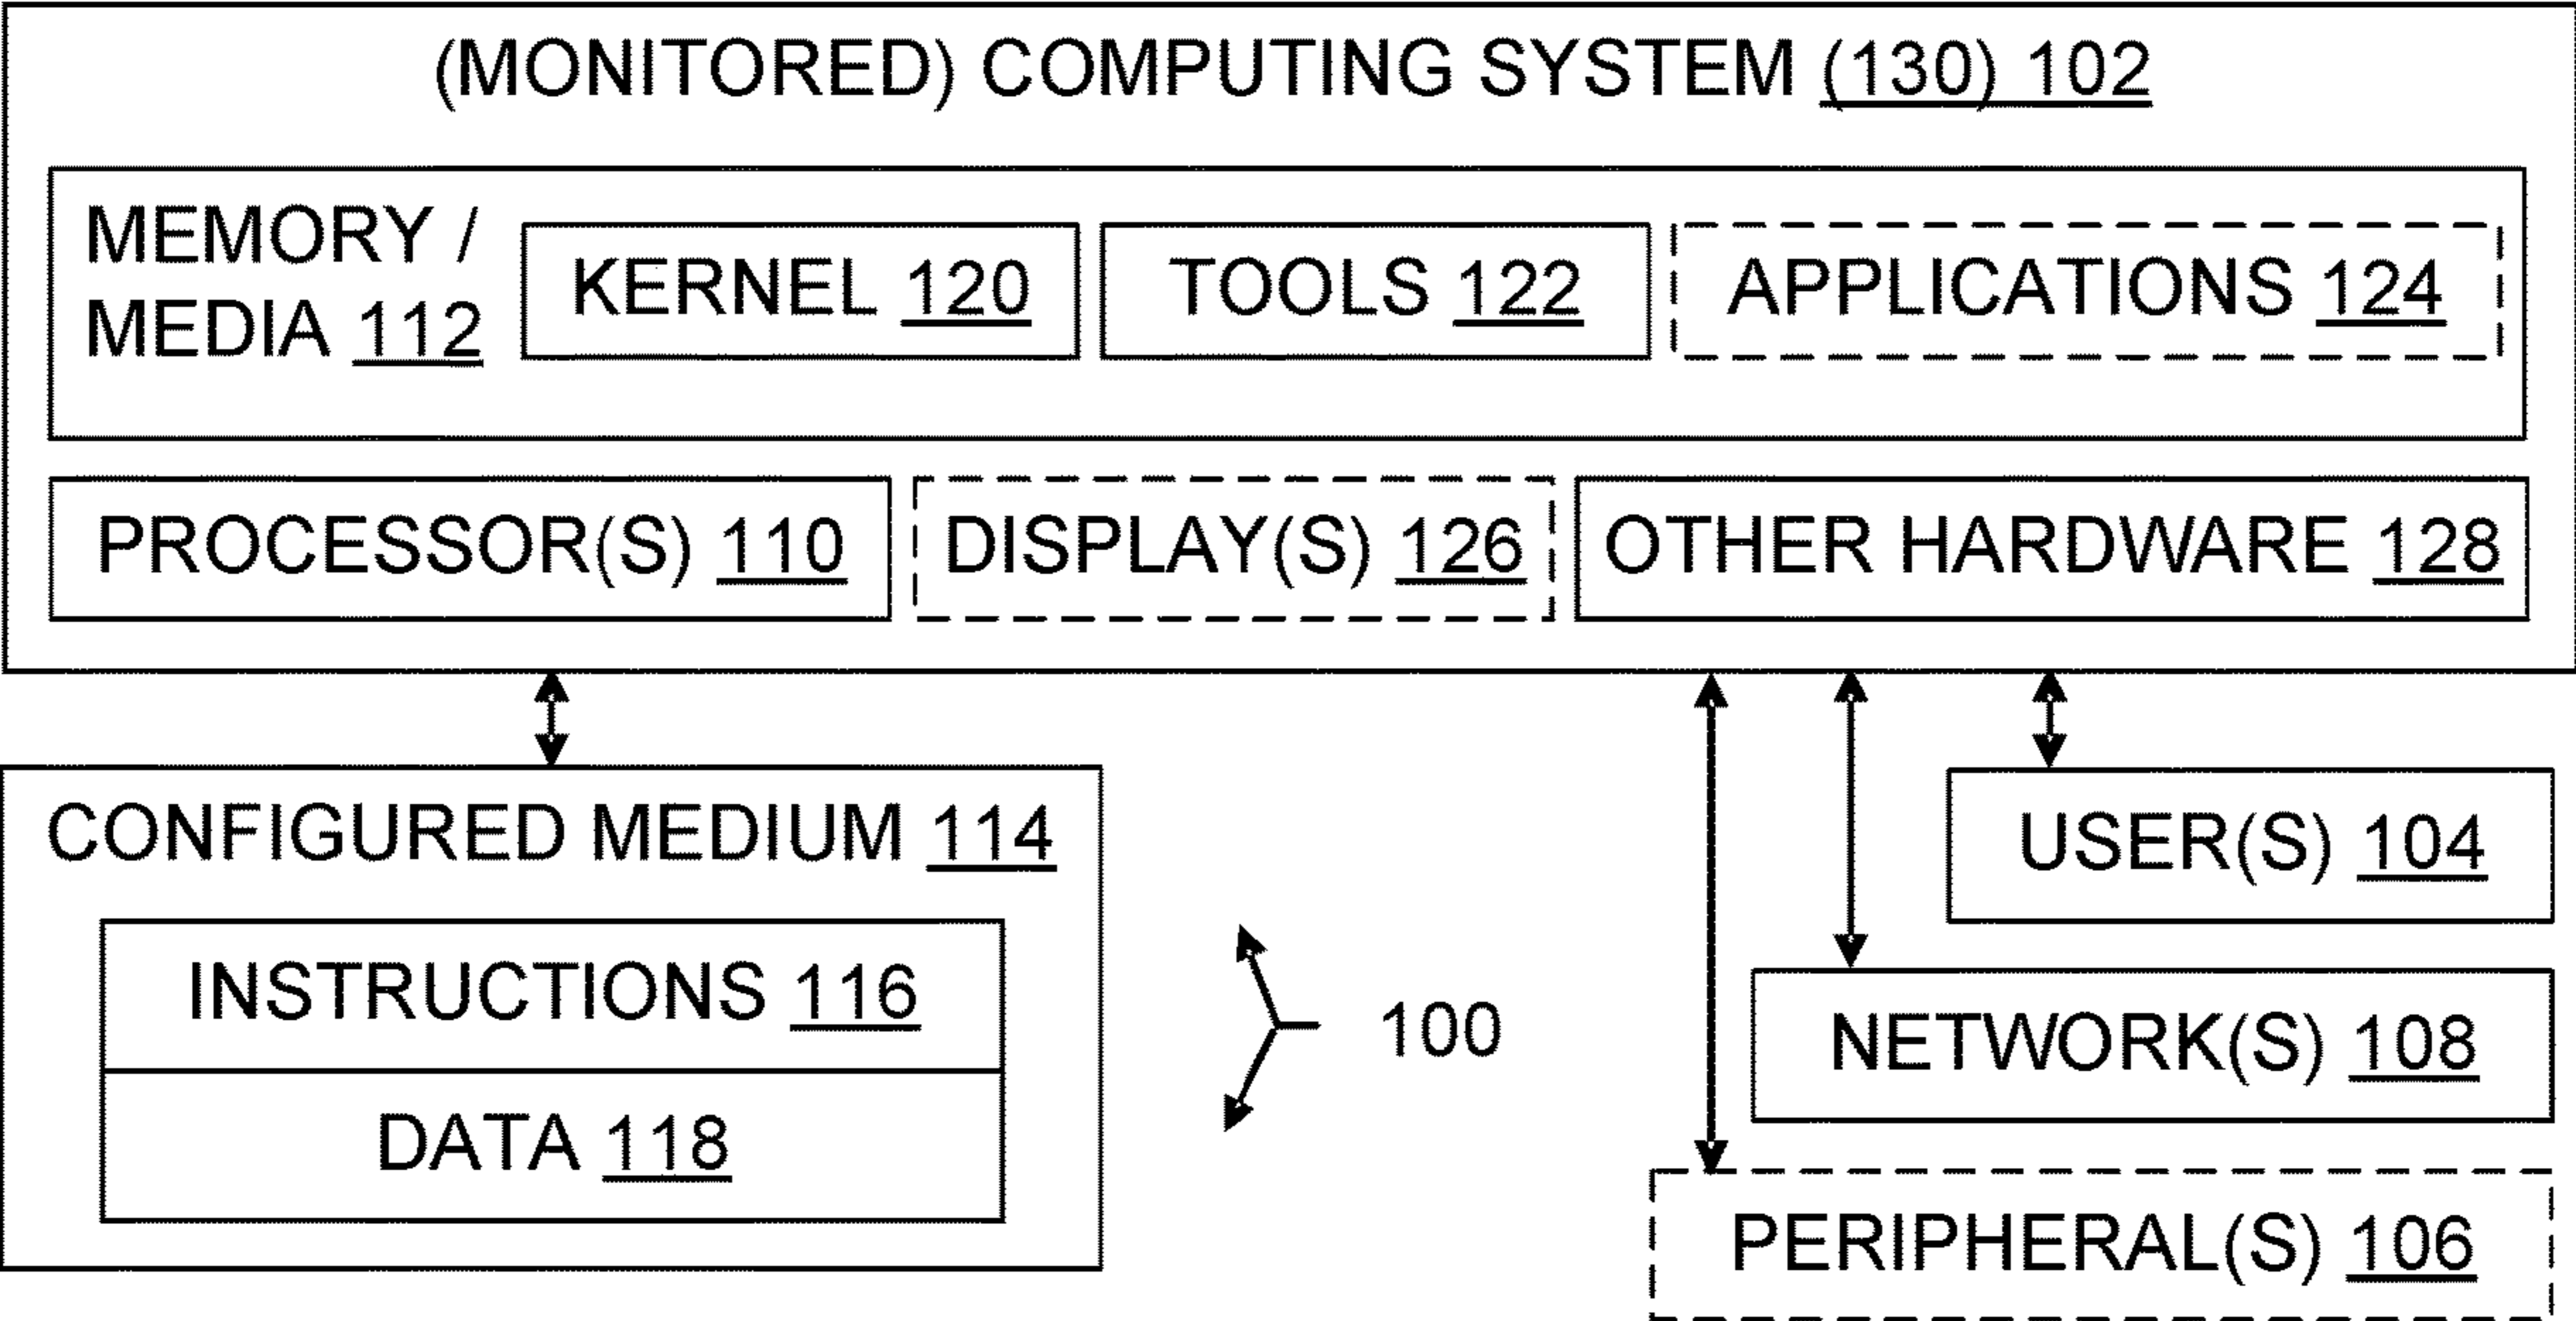 (MONITORED) COMPUTING SYSTEM (130) 102
MEMORY /
MEDIA 112
KERNEL 120
TOOLS 122
APPLICATIONS 124
PROCESSOR(S) 110
DISPLAY(S) 126
OTHER HARDWARE 128
CONFIGURED MEDIUM 114
INSTRUCTIONS 116
DATA 118
100
USER(S) 104
NETWORK(S) 108
PERIPHERAL(S) 106